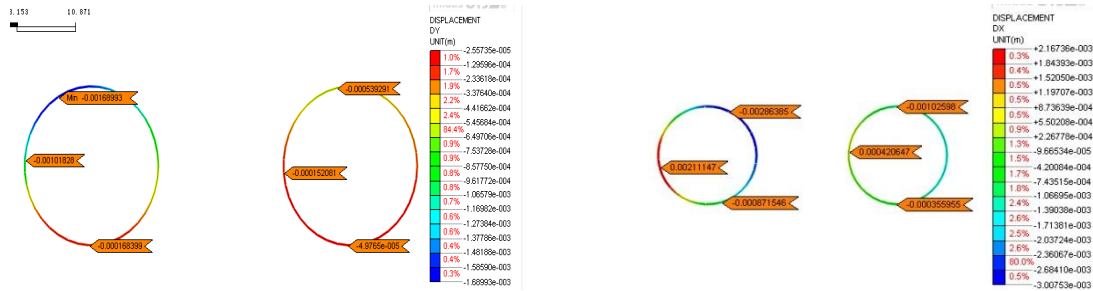 3.153 10.871
Min -0.00168993
-0.00101828
-0.000168399
-0.000539291
-0.000152081
-4.9765e-005
DISPLACEMENT
DY
UNIT(m)
-2.55735e-005
1.0%
-1.29596e-004
1.7%
-2.33618e-004
1.9%
-3.37640e-004
2.2%
-4.41662e-004
2.4%
-5.45684e-004
84.4%
-6.49706e-004
0.9%
-7.53728e-004
0.9%
-8.57750e-004
0.8%
-9.61772e-004
0.8%
-1.06579e-003
0.7%
-1.16982e-003
0.6%
-1.27384e-003
0.6%
-1.37786e-003
0.4%
-1.48188e-003
0.4%
-1.58590e-003
0.3%
-1.68993e-003
-0.00286385
0.00211147
-0.000871546
-0.00102598
0.000420647
-0.000355955
DISPLACEMENT
DX
UNIT(m)
+2.16736e-003
0.3%
+1.84393e-003
0.4%
+1.52050e-003
0.5%
+1.19707e-003
0.5%
+8.73639e-004
0.5%
+5.50208e-004
0.9%
+2.26778e-004
1.3%
-9.66534e-005
1.5%
-4.20084e-004
1.7%
-7.43515e-004
1.8%
-1.06695e-003
2.4%
-1.39038e-003
2.6%
-1.71381e-003
2.5%
-2.03724e-003
2.6%
-2.36067e-003
80.0%
-2.68410e-003
0.5%
-3.00753e-003